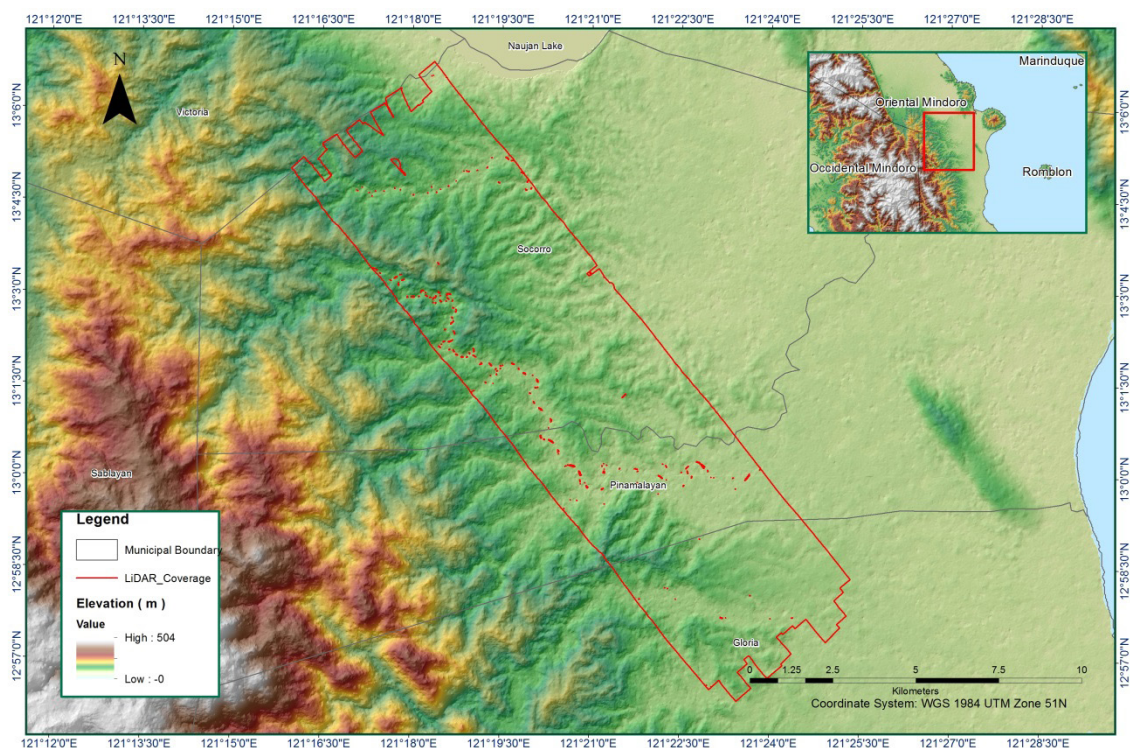 121°12'0"E 121°13'30"E 121°15'0"E 121°16'30"E 121°18'0"E 121°19'30"E 121°21'0"E 121°22'30"E 121°24'0"E 121°25'30"E 121°27'0"E 121°28'30"E
N
Naujan Lake
Victoria
Marinduque
Oriental Mindoro
Occidental Mindoro
Romblon
13°6'0"N
13°6'0"N
13°4'30"N
13°4'30"N
Socorro
13°3'0"N
13°3'0"N
13°1'30"N
13°1'30"N
Sablayan
Pinamalayan
13°0'0"N
13°0'0"N
Legend
Municipal Boundary
LiDAR_Coverage
Elevation ( m )
Value
High : 504
Low : -0
12°58'30"N
12°58'30"N
Gloria
12°57'0"N
12°57'0"N
0 1.25 2.5 5 7.5 10
Kilometers
Coordinate System: WGS 1984 UTM Zone 51N
121°12'0"E 121°13'30"E 121°15'0"E 121°16'30"E 121°18'0"E 121°19'30"E 121°21'0"E 121°22'30"E 121°24'0"E 121°25'30"E 121°27'0"E 121°28'30"E